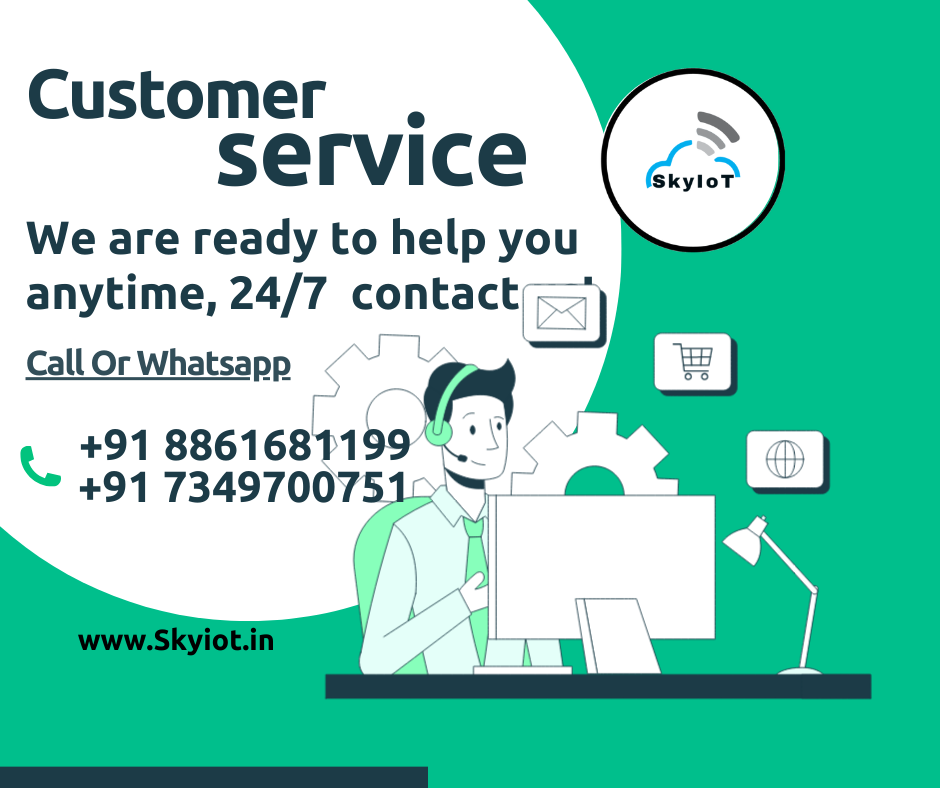 Customer
service
SkyIoT
We are ready to help you
anytime, 24/7 contact
Call Or Whatsapp
+91 8861681199
+91 7349700751
www.Skyiot.in